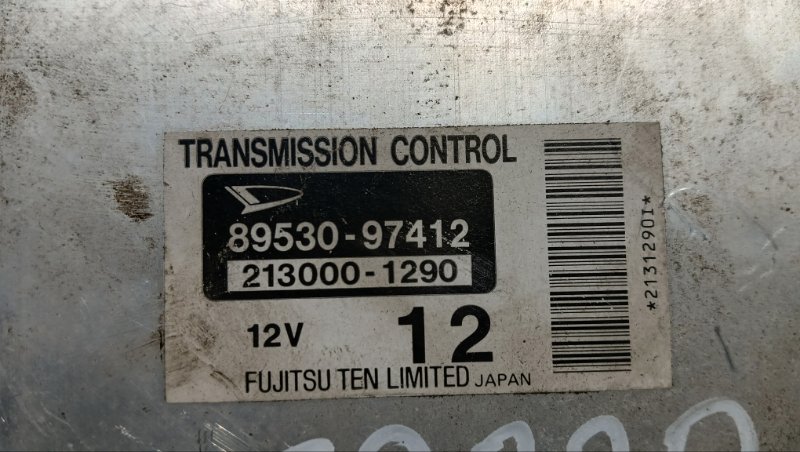 TRANSMISSION CONTROL
89530-97412
213000-1290
12V 12
FUJITSU TEN LIMITED JAPAN
*2131290I*